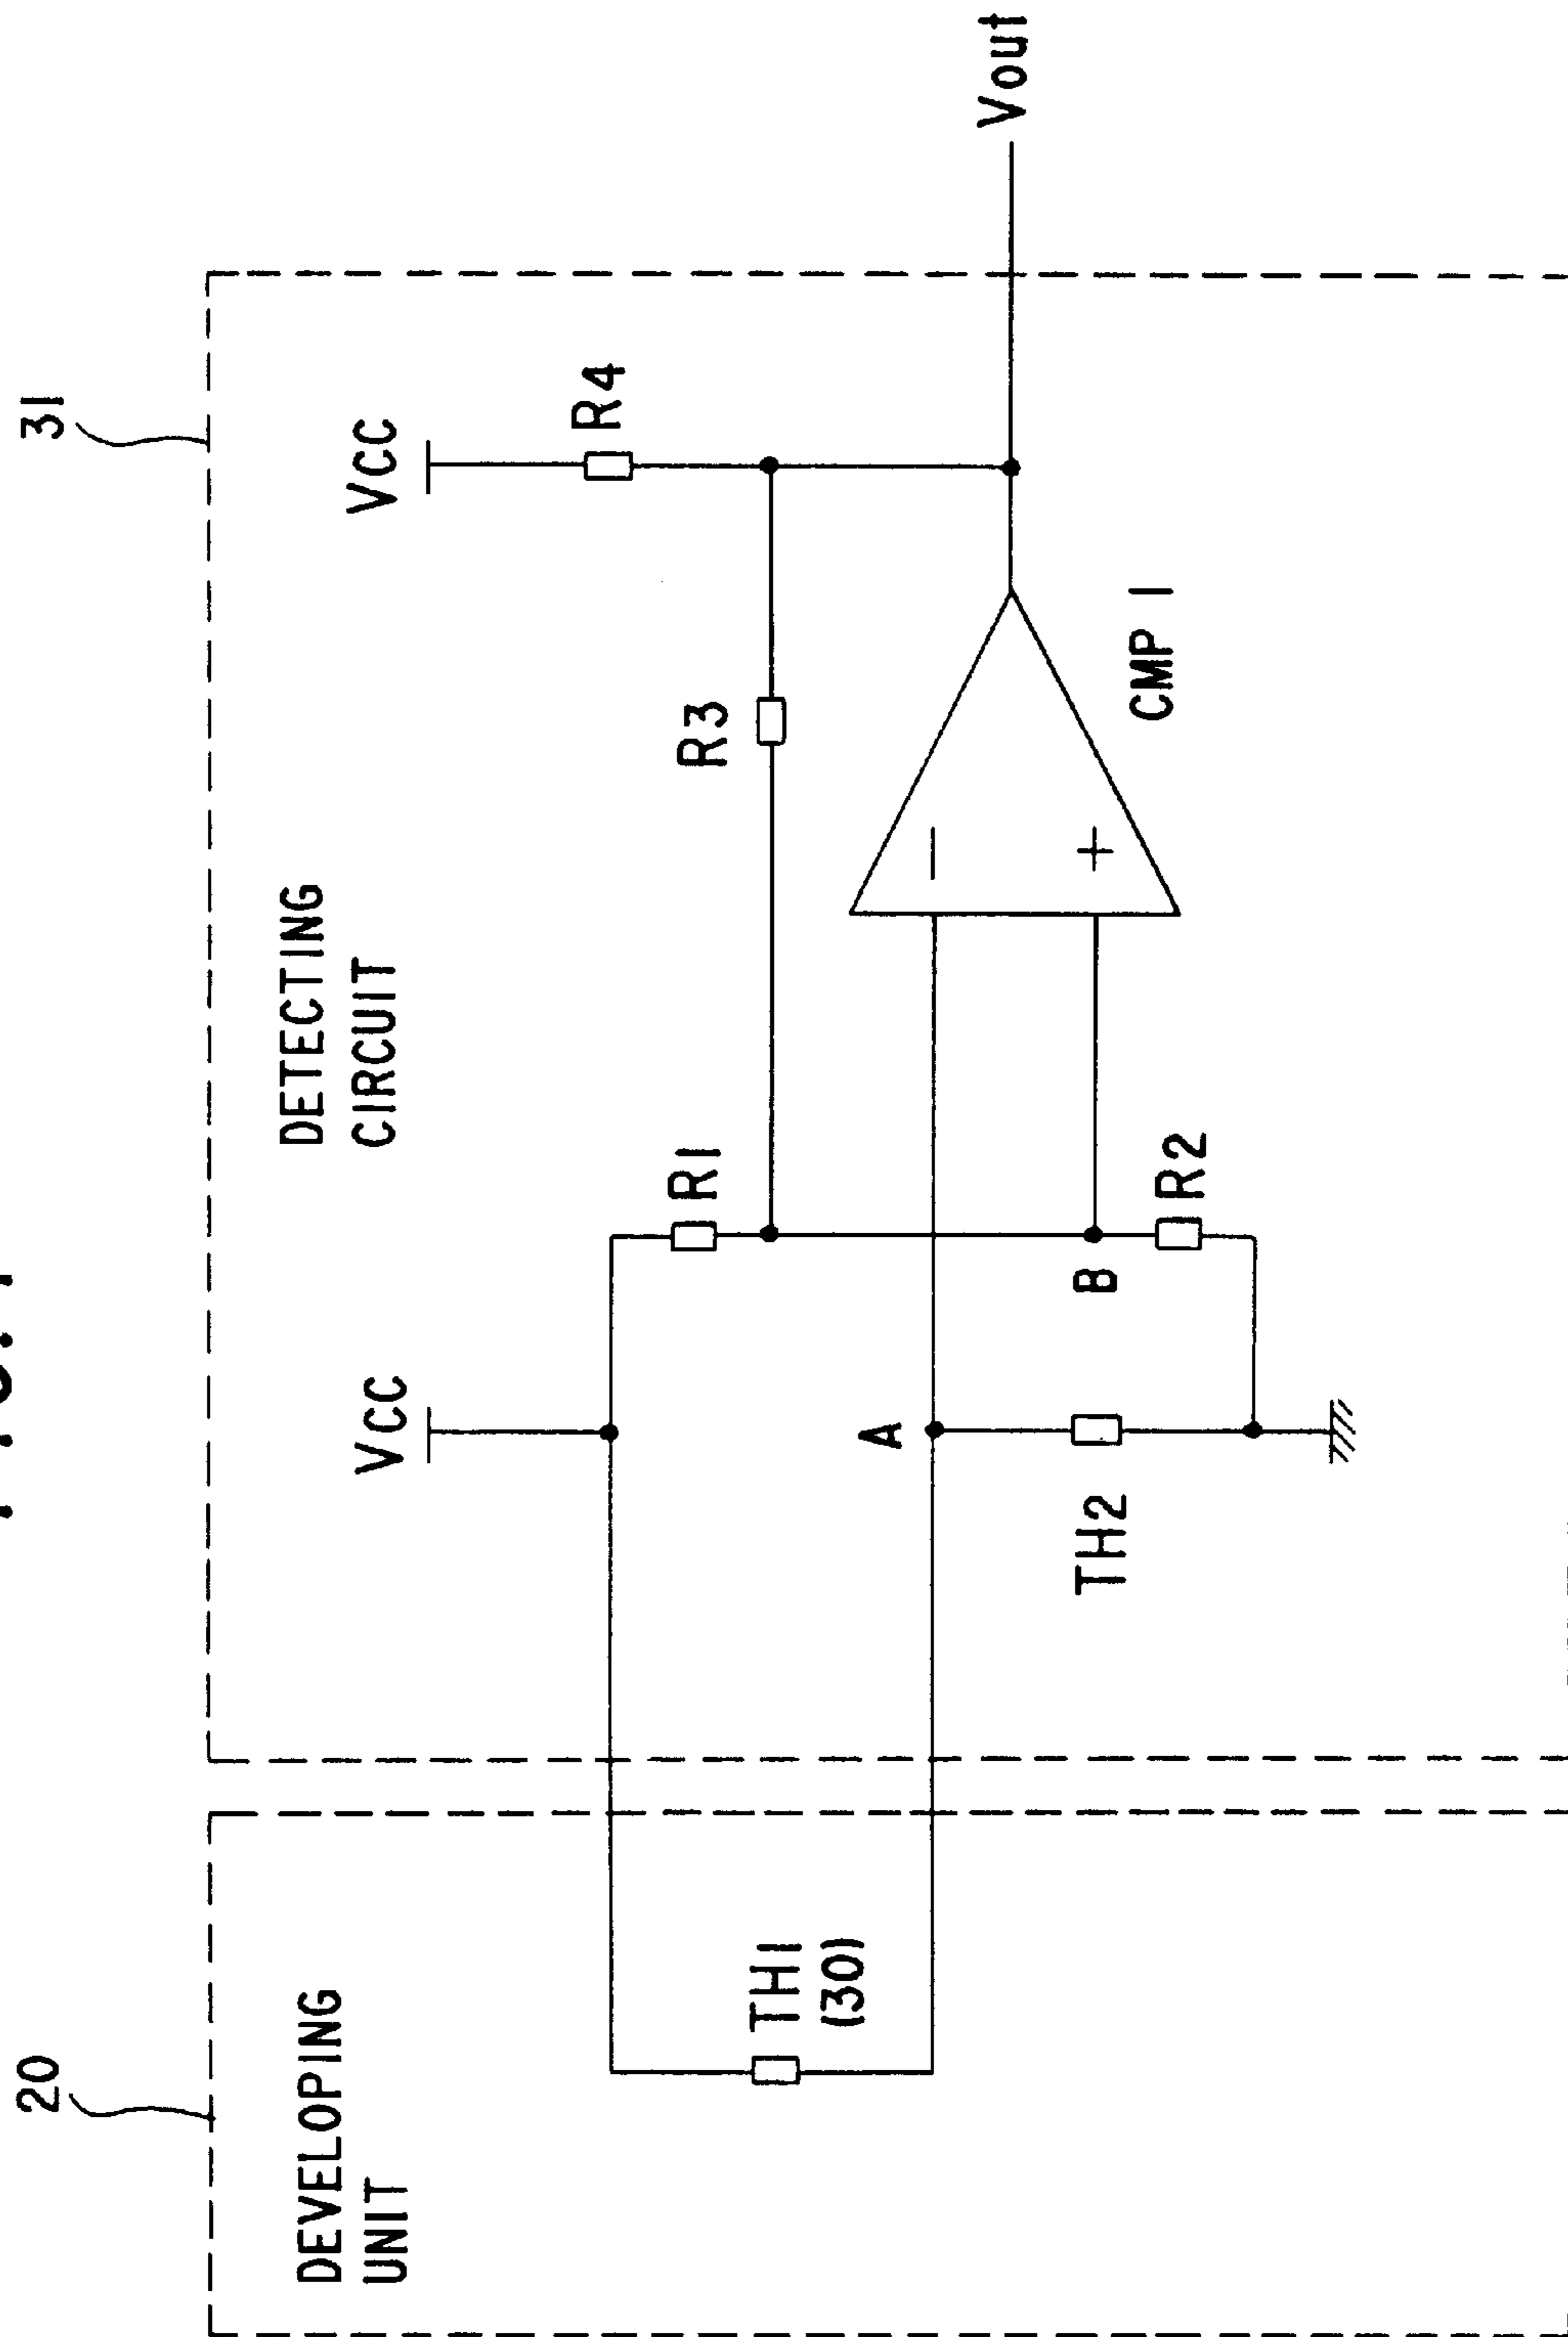 20
31
DEVELOPING
UNIT
DETECTING
CIRCUIT
VCC
VCC
R4
R1
R3
TH1
(30)
A
B
TH2
R2
−
+
CMP 1
Vout